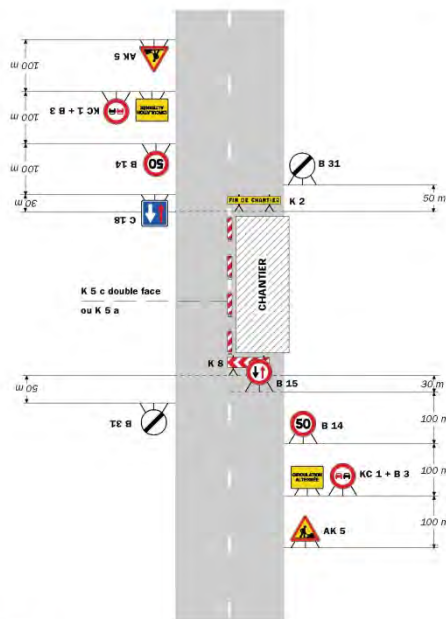 AK 5
100 m
KC 1 + B 3
CIRCULATION
ALTERNÉE
100 m
B 14
50
100 m
C 18
30 m
B 31
FIN DE CHANTIER
K 2
50 m
K 5 c double face
ou K 5 a
CHANTIER
K 8
B 15
50 m
30 m
B 31
50
B 14
100 m
CIRCULATION
ALTERNÉE
KC 1 + B 3
100 m
AK 5
100 m